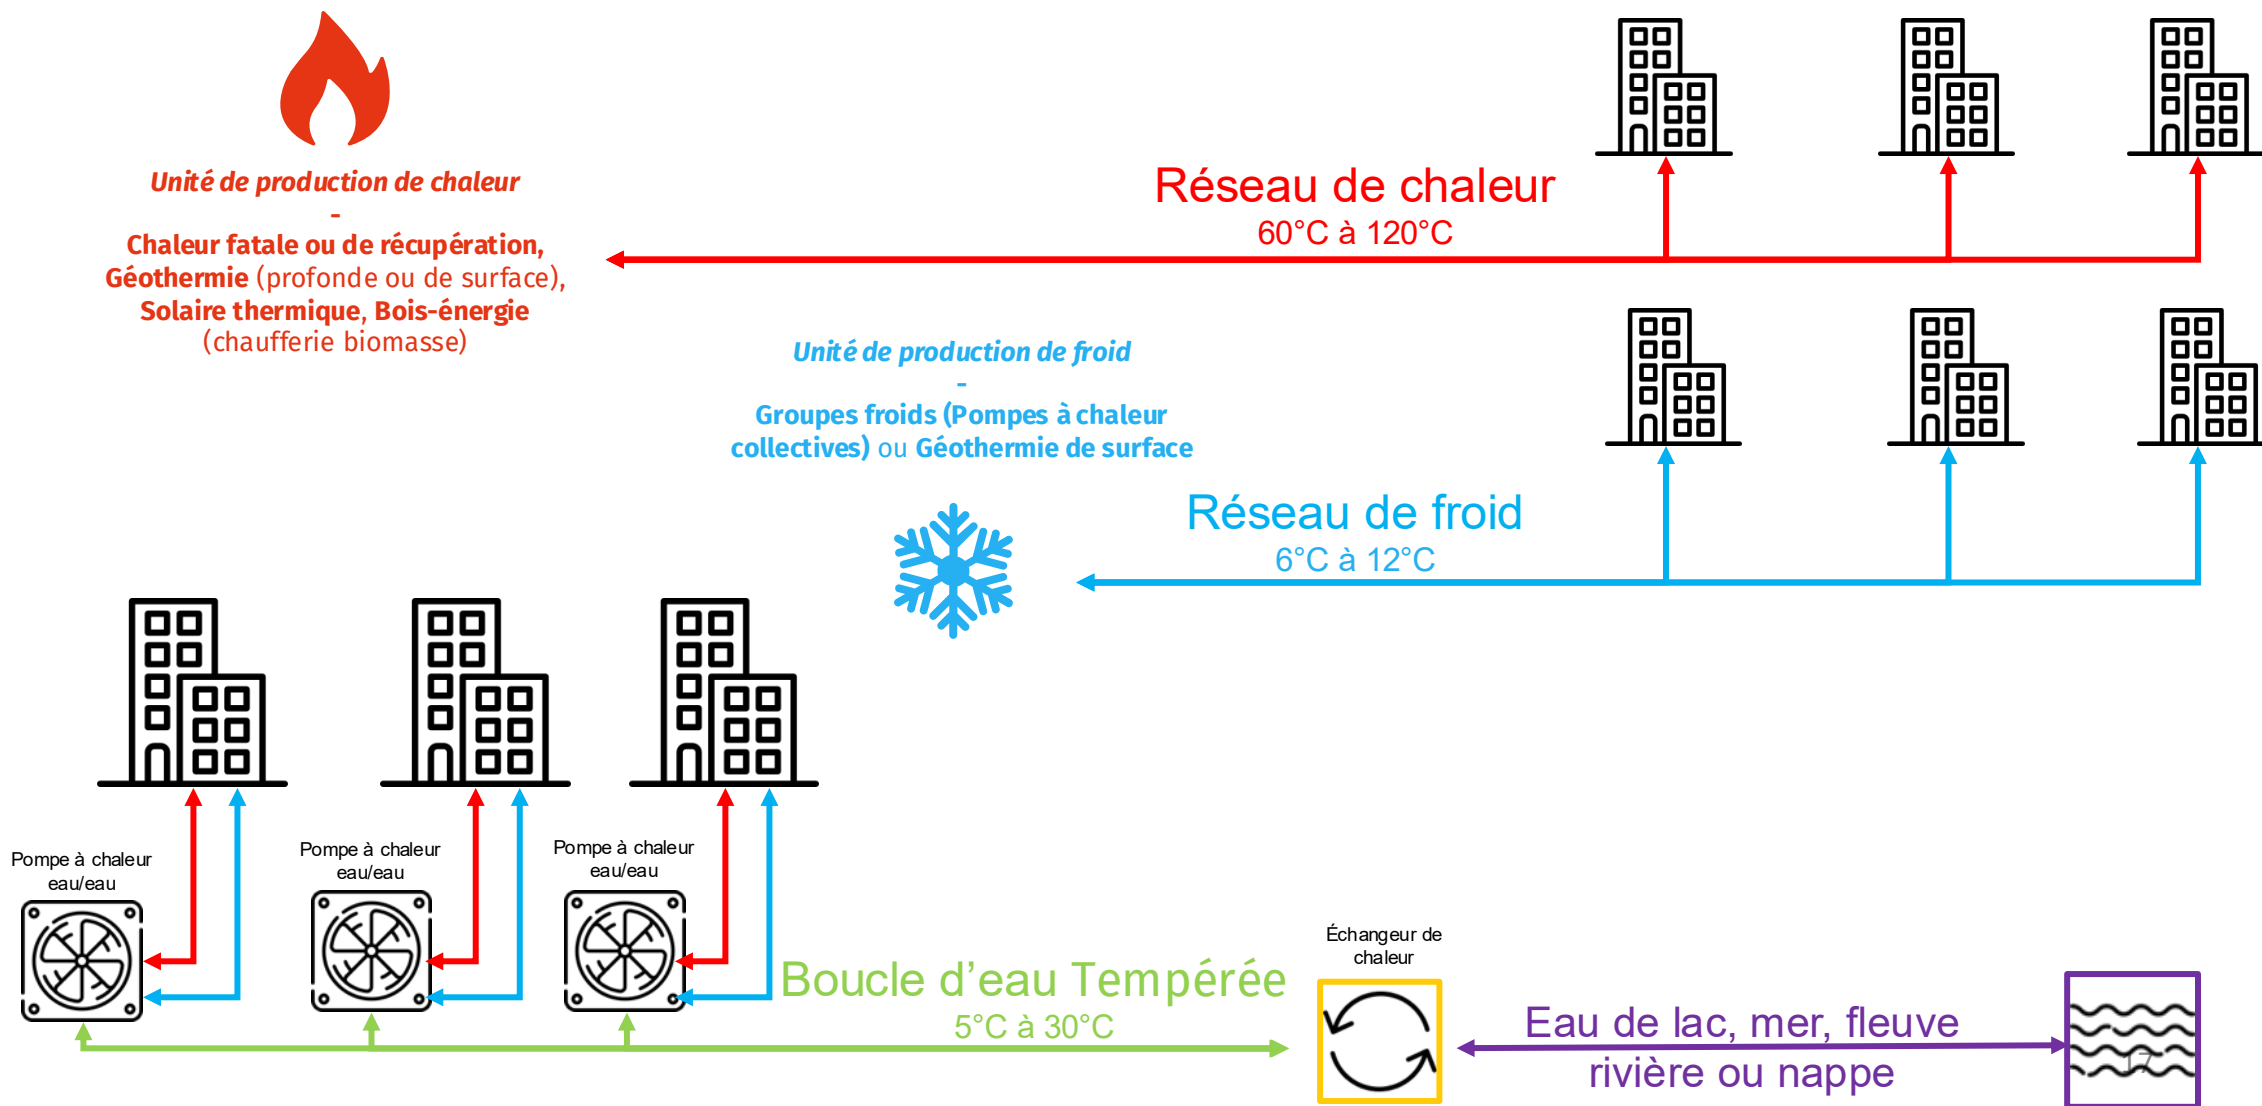 Unité de production de chaleur
-
Chaleur fatale ou de récupération,
Géothermie (profonde ou de surface),
Solaire thermique, Bois-énergie
(chaufferie biomasse)
Réseau de chaleur
60°C à 120°C
Unité de production de froid
-
Groupes froids (Pompes à chaleur
collectives) ou Géothermie de surface
Réseau de froid
6°C à 12°C
Pompe à chaleur
eau/eau
Pompe à chaleur
eau/eau
Pompe à chaleur
eau/eau
Boucle d’eau Tempérée
5°C à 30°C
Échangeur de
chaleur
Eau de lac, mer, fleuve
rivière ou nappe
17